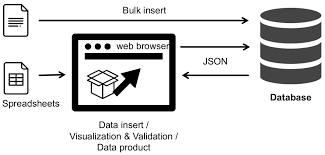 Bulk insert
web browser
JSON
Spreadsheets
Database
Data insert /
Visualization & Validation /
Data product